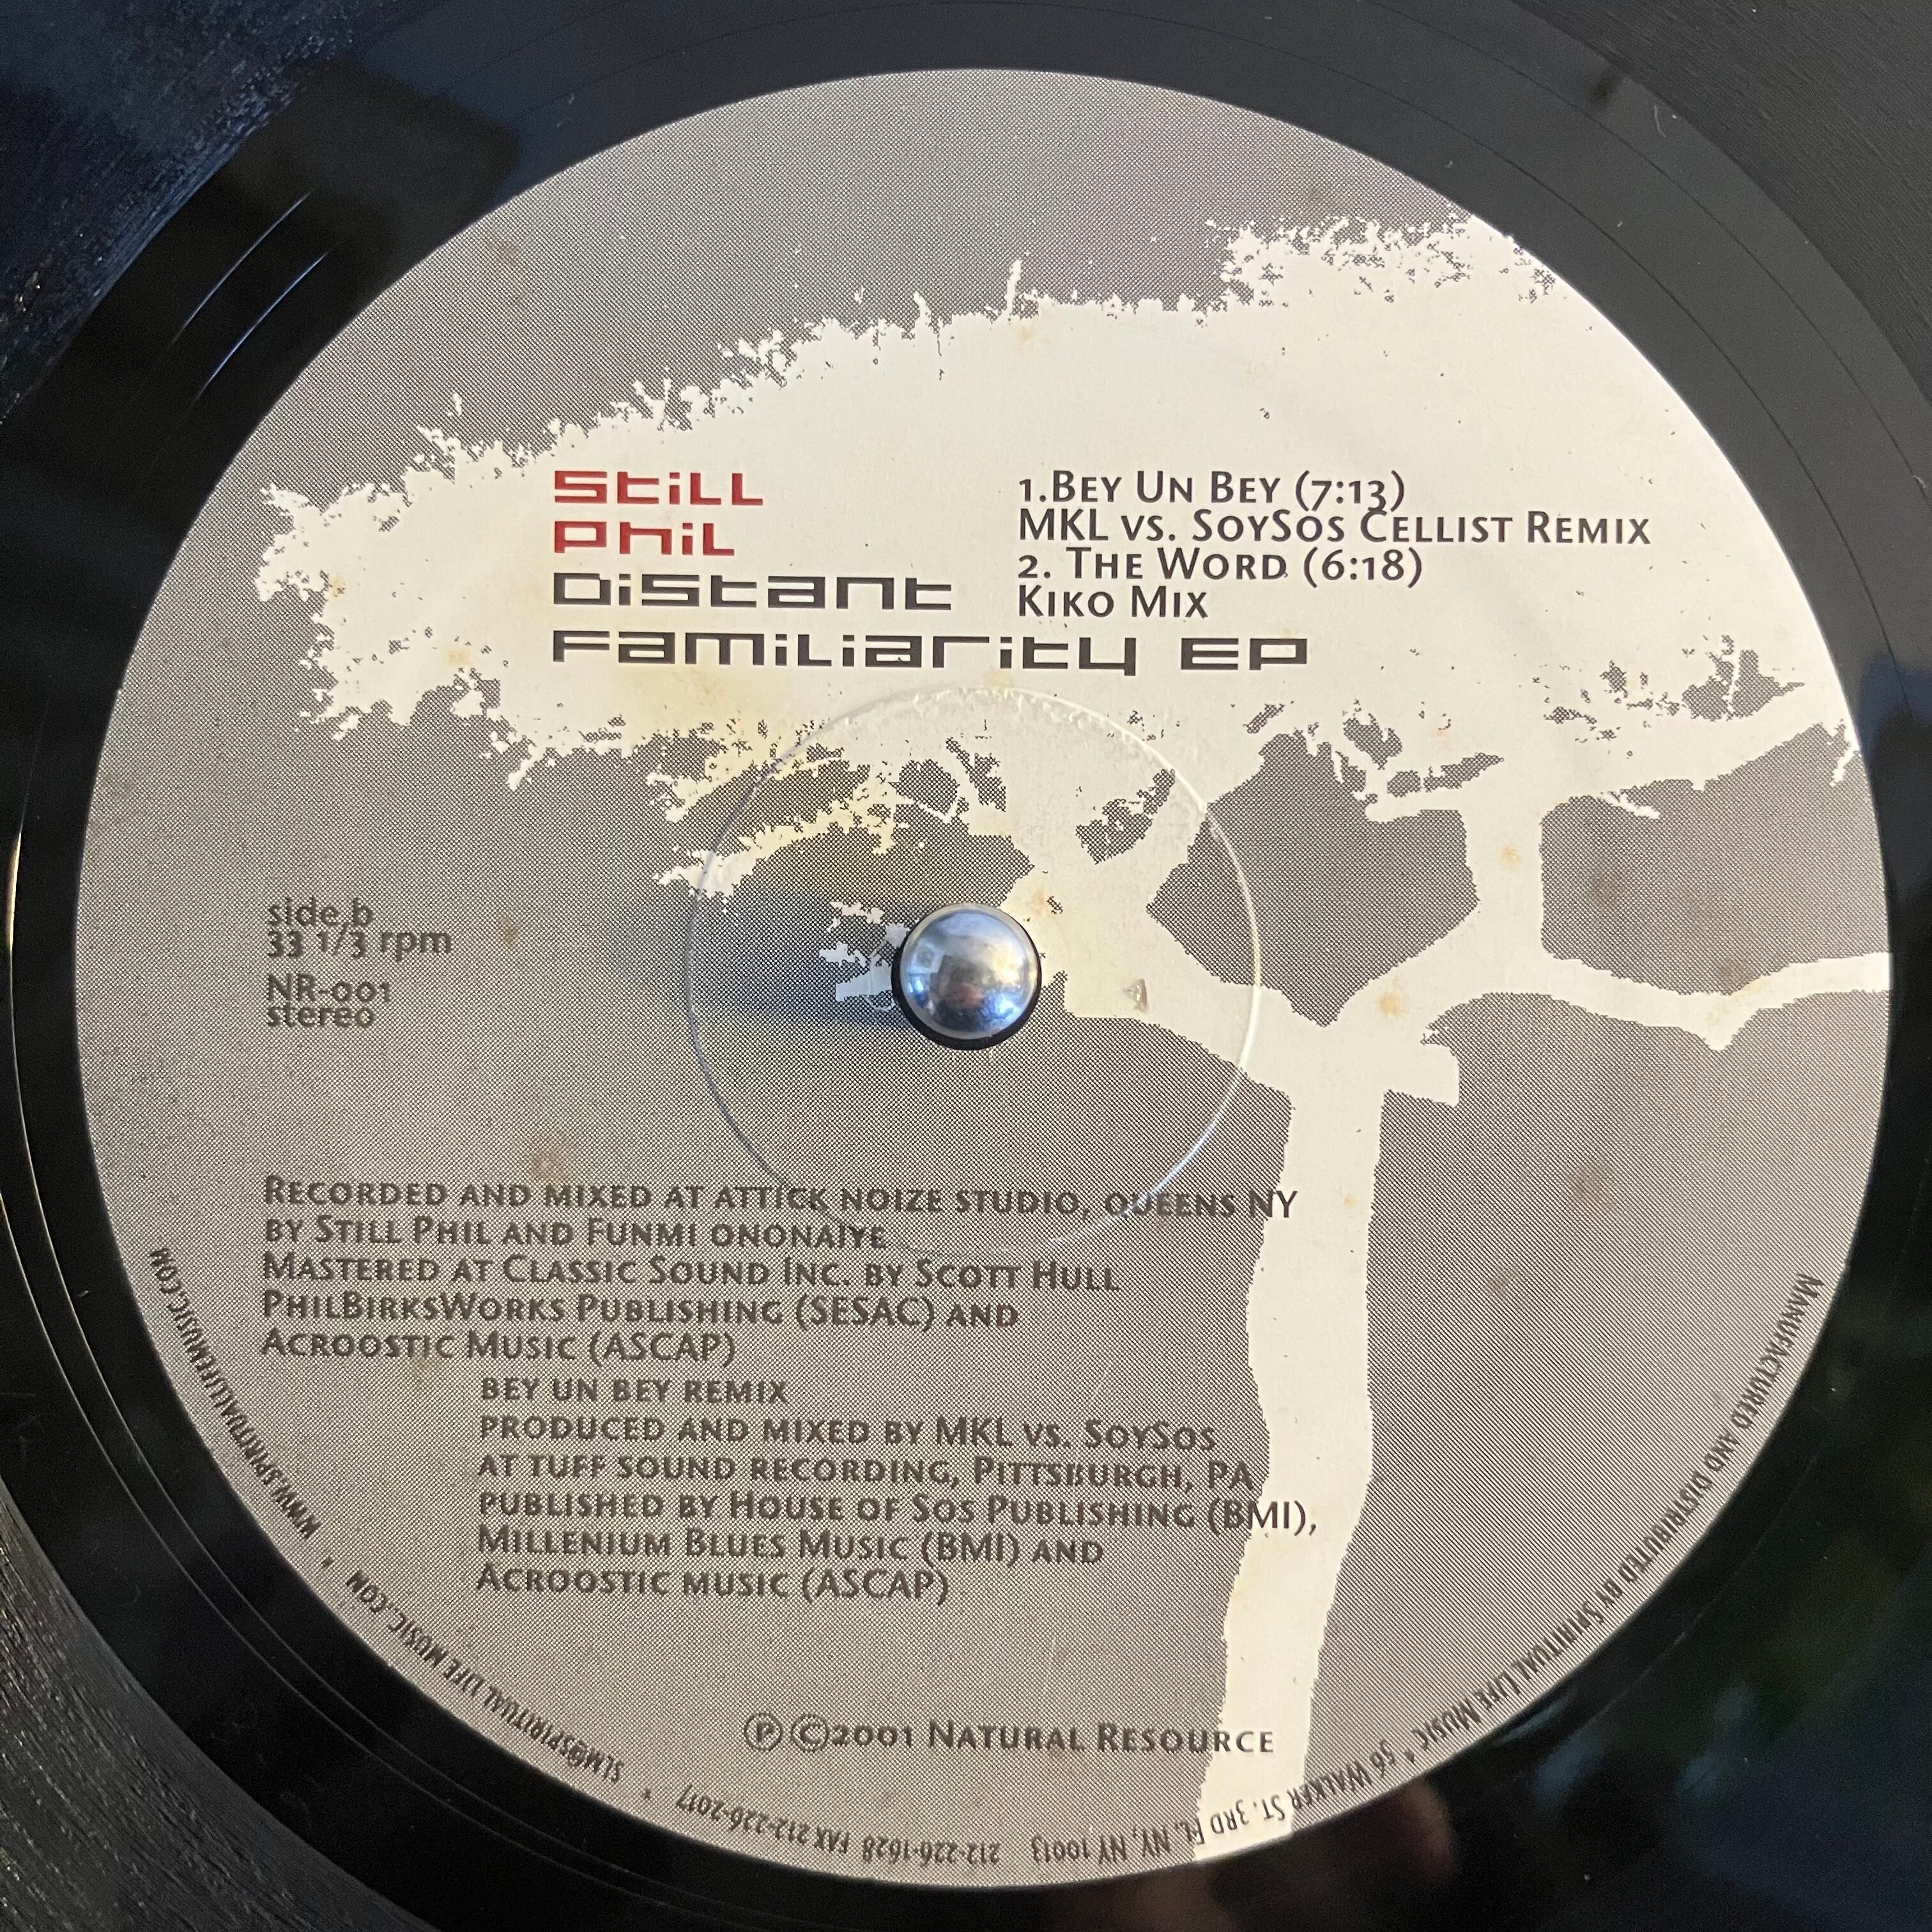 Still
Phil
Distant
Familiarity EP
1.Bey Un Bey (7:13)
MKL vs. SoySos Cellist Remix
2. The Word (6:18)
Kiko Mix
side b
33 1/3 rpm
NR-001
stereo
Recorded and mixed at Attick Noize Studio, Queens NY
by Still Phil and Funmi Ononaiye
Mastered at Classic Sound Inc. by Scott Hull
PhilBirksWorks Publishing (SESAC) and
Acroostic Music (ASCAP)
Bey Un Bey Remix
produced and mixed by MKL vs. SoySos
at Tuff Sound Recording, Pittsburgh, PA
published by House of Sos Publishing (BMI),
Millenium Blues Music (BMI) and
Acroostic Music (ASCAP)
℗©2001 Natural Resource
Manufactured and distributed by Spiritual Life Music * 56 Walker St. 3rd Fl. NY, NY 10013 212-226-1628 Fax 212-226-2017 * slm@spiritual life music.com * www.spirituallifemusic.com